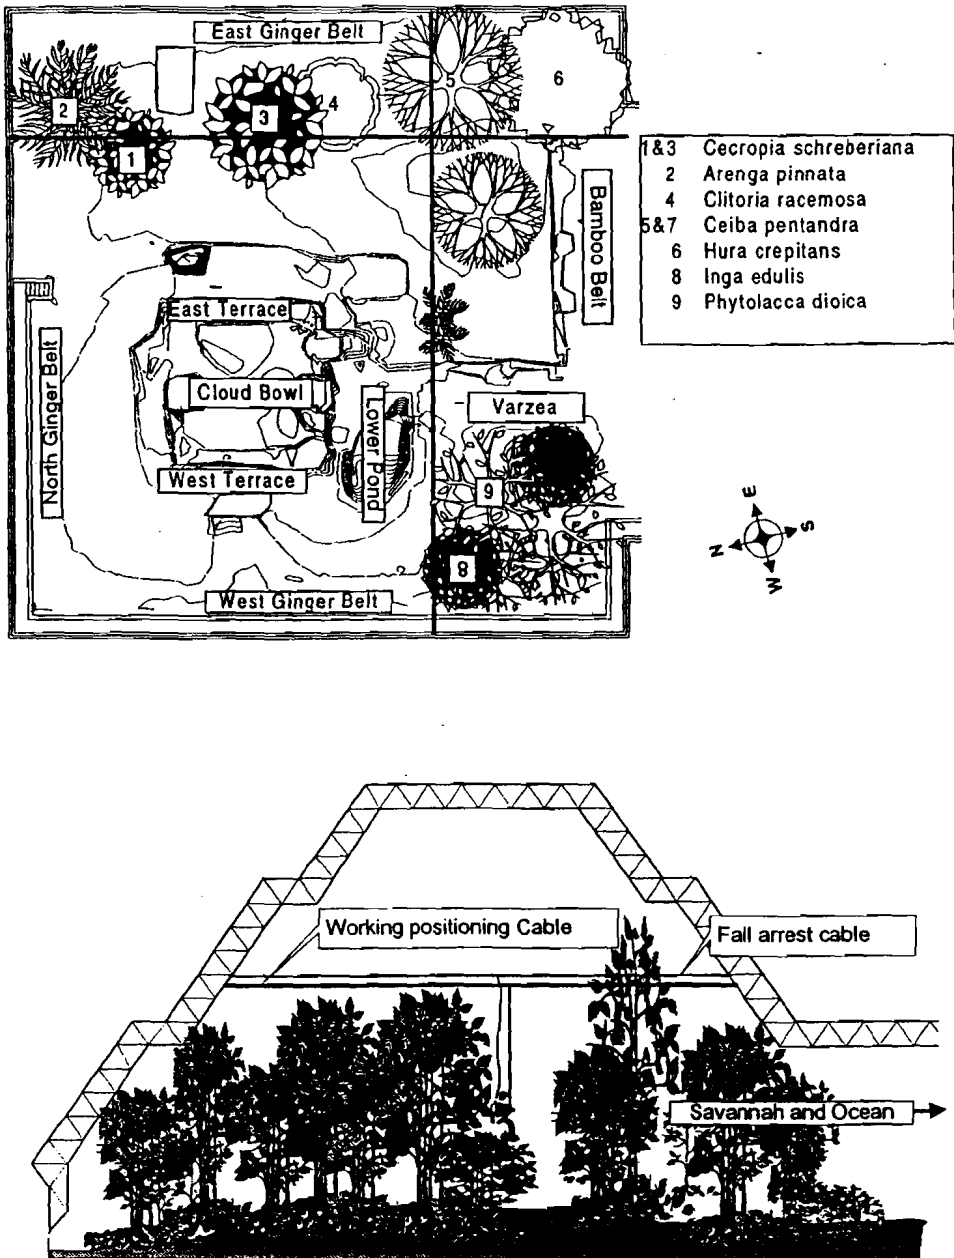 East Ginger Belt
5
6
2
4
3
1
1&3 Cecropia schreberiana
2 Arenga pinnata
4 Clitoria racemosa
5&7 Ceiba pentandra
6 Hura crepitans
8 Inga edulis
9 Phytolacca dioica
Bamboo Belt
East Terrace
North Ginger Belt
Cloud Bowl
Lower Pond
Varzea
West Terrace
9
8
West Ginger Belt
E
N
S
W
Working positioning Cable
Fall arrest cable
Savannah and Ocean